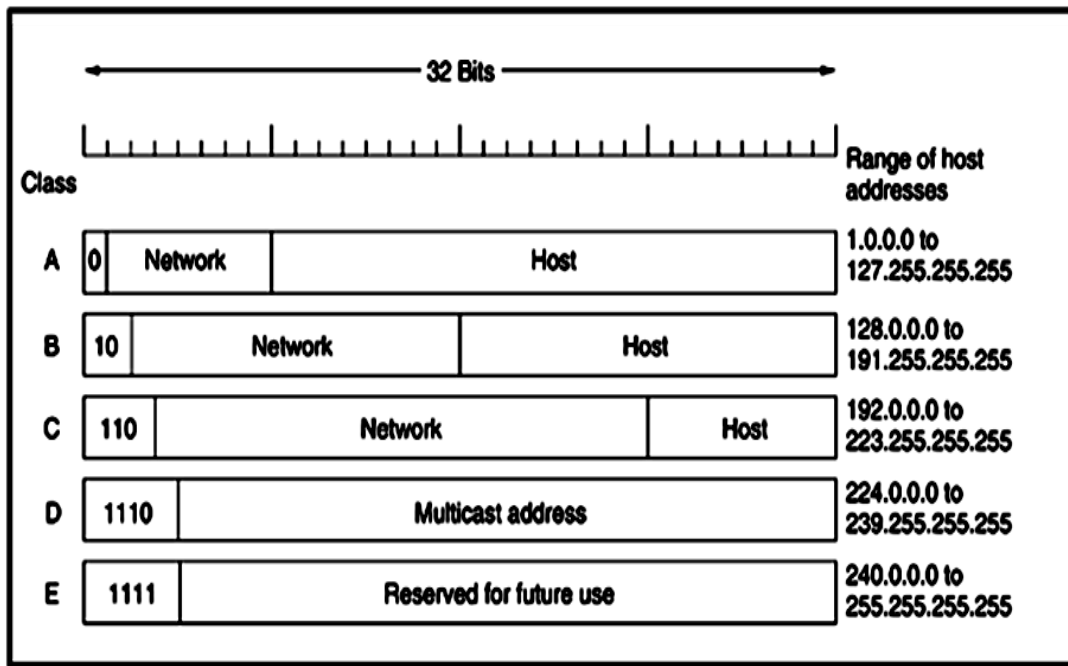 32 Bits
Class
Range of host
addresses
A
0
Network
Host
1.0.0.0 to
127.255.255.255
B
10
Network
Host
128.0.0.0 to
191.255.255.255
C
110
Network
Host
192.0.0.0 to
223.255.255.255
D
1110
Multicast address
224.0.0.0 to
239.255.255.255
E
1111
Reserved for future use
240.0.0.0 to
255.255.255.255